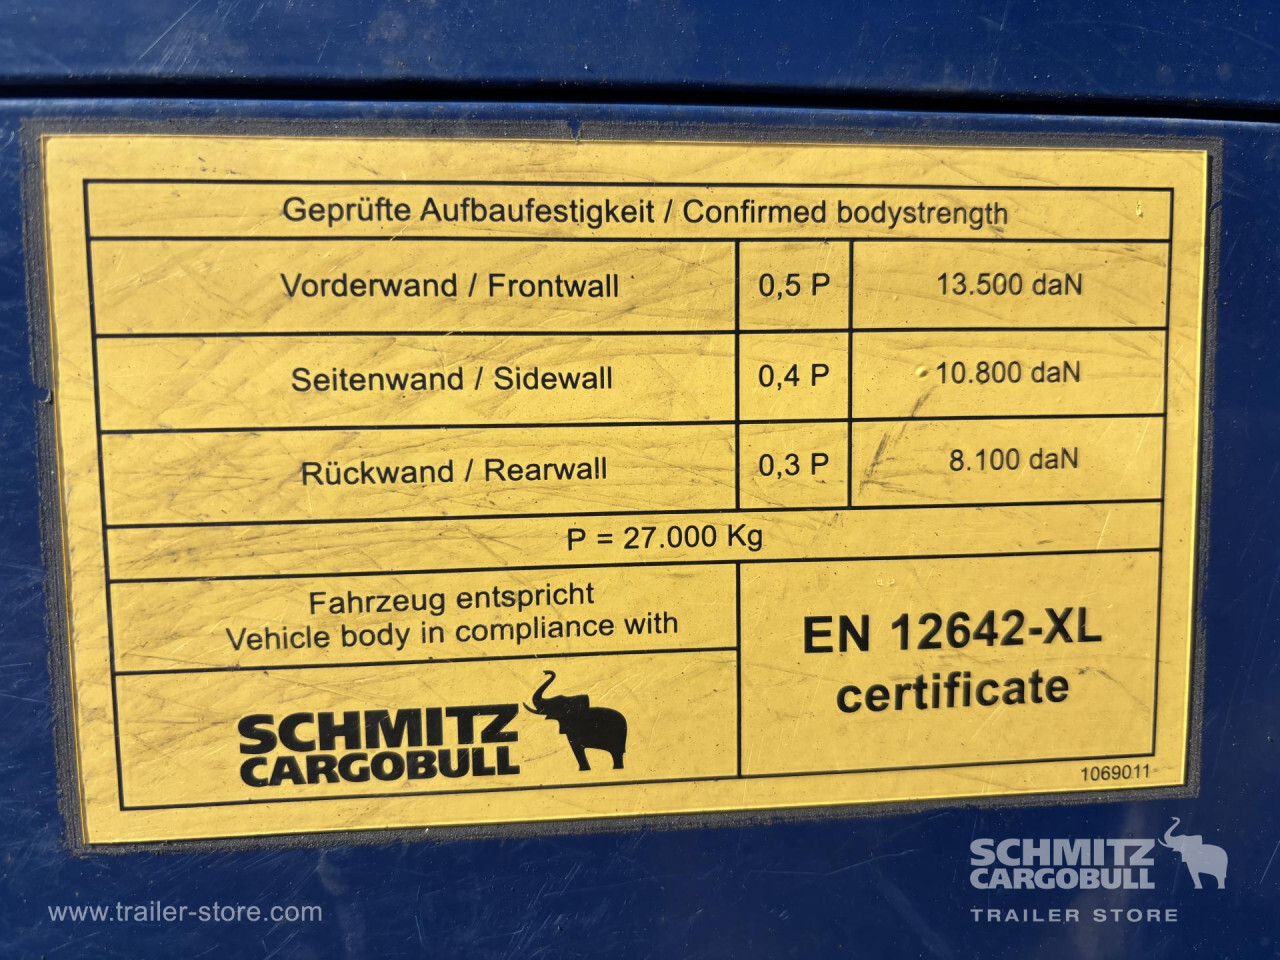 Geprüfte Aufbaufestigkeit / Confirmed bodystrength
Vorderwand / Frontwall 0,5 P 13.500 daN
Seitenwand / Sidewall 0,4 P 10.800 daN
Rückwand / Rearwall 0,3 P 8.100 daN
P = 27.000 Kg
Fahrzeug entspricht
Vehicle body in compliance with
EN 12642-XL
certificate
SCHMITZ
CARGOBULL
1069011
SCHMITZ
CARGOBULL
TRAILER STORE
www.trailer-store.com